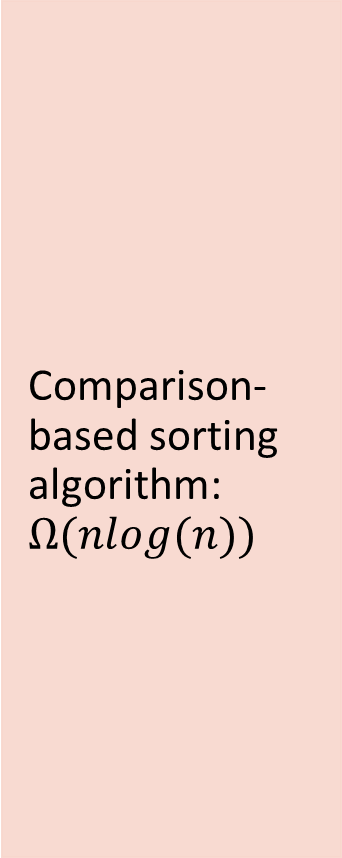 Comparison-
based sorting
algorithm:
Ω(nlog(n))